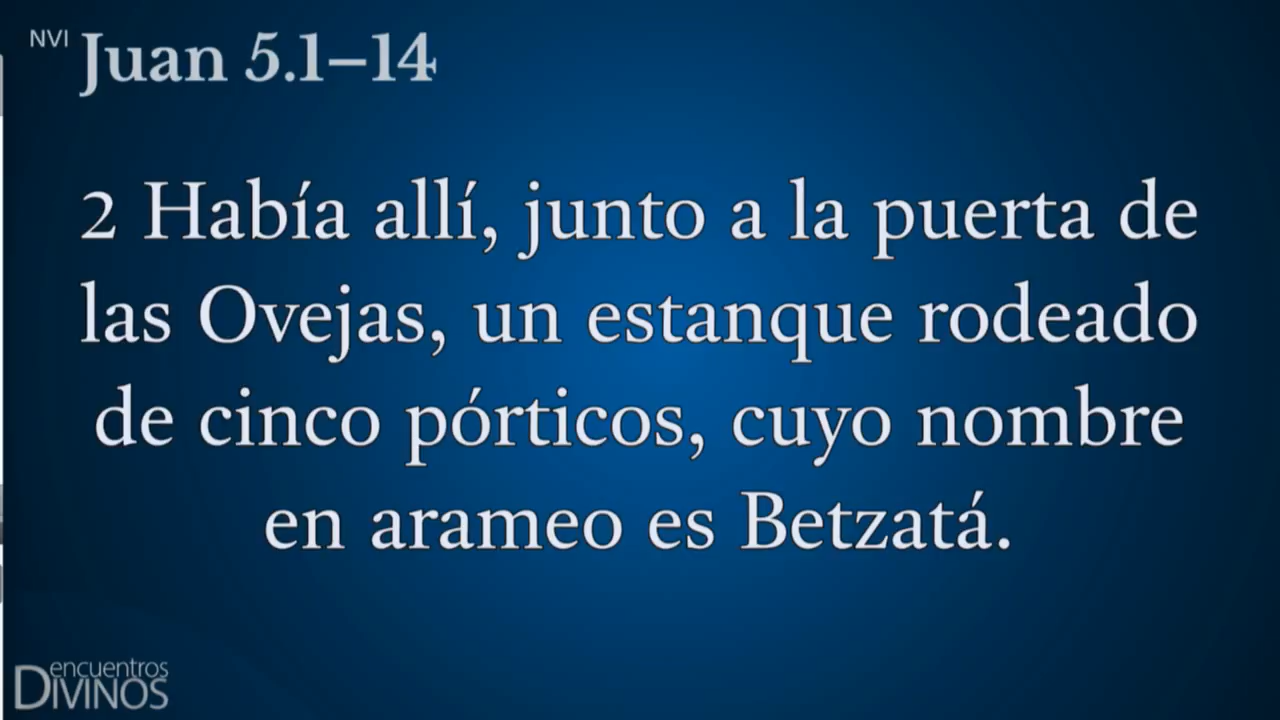 NVI Juan 5.1–14
2 Había allí, junto a la puerta de
las Ovejas, un estanque rodeado
de cinco pórticos, cuyo nombre
en arameo es Betzatá.
encuentros
DIVINOS